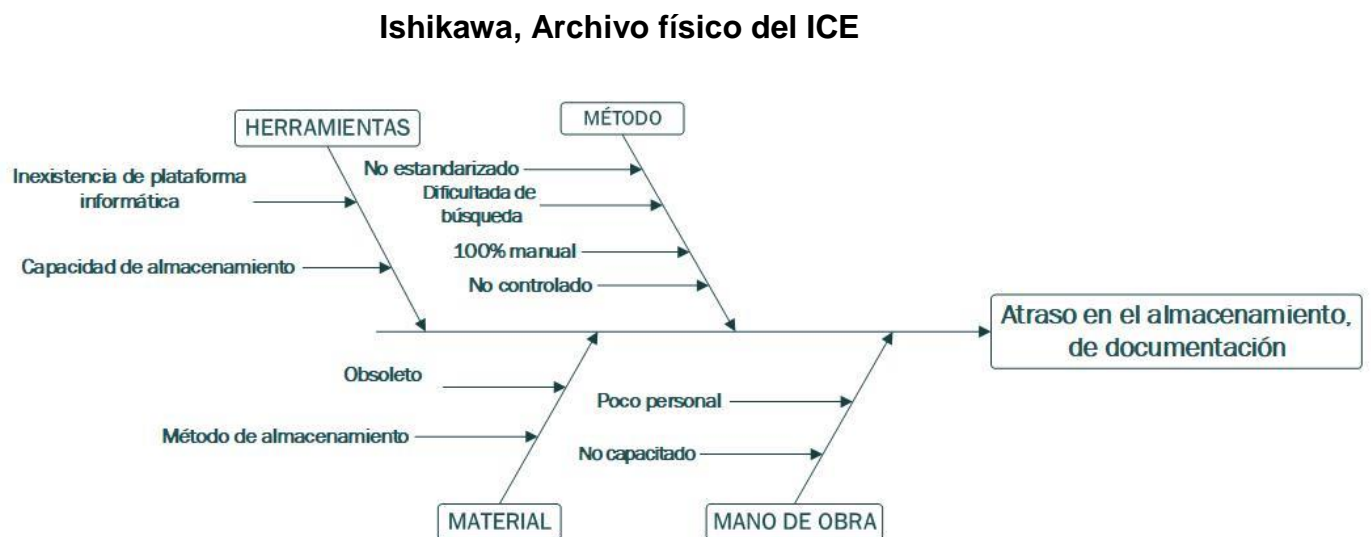 Ishikawa, Archivo físico del ICE
HERRAMIENTAS
MÉTODO
Inexistencia de plataforma
informática
Capacidad de almacenamiento
No estandarizado
Dificultada de
búsqueda
100% manual
No controlado
Atraso en el almacenamiento,
de documentación
Obsoleto
Método de almacenamiento
Poco personal
No capacitado
MATERIAL
MANO DE OBRA